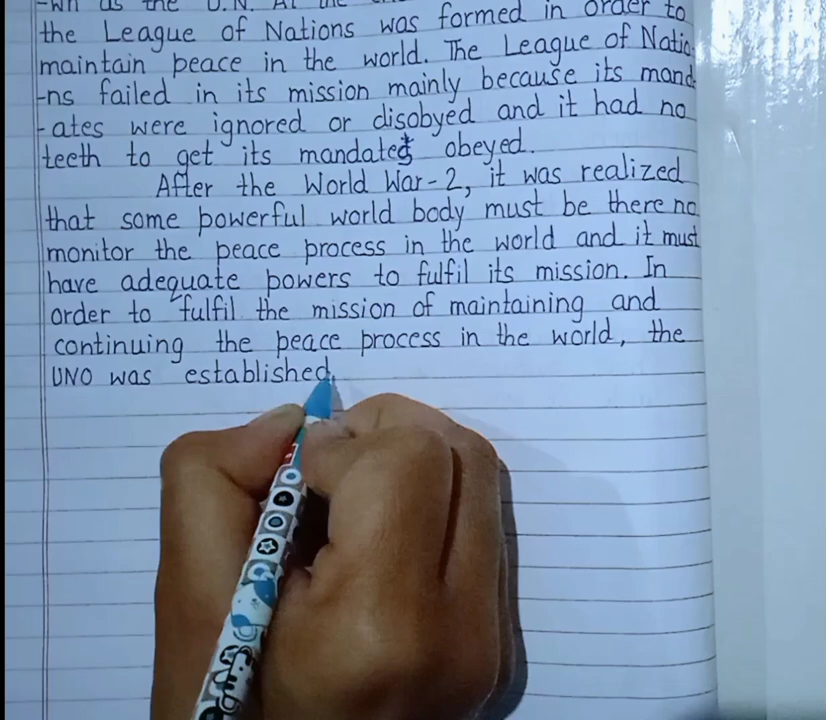 -wn as the U.N. At the
the League of Nations was formed in order to
maintain peace in the world. The League of Natio
-ns failed in its mission mainly because its mand
-ates were ignored or disobyed and it had no
teeth to get its mandates obeyed.
After the World War-2, it was realized
that some powerful world body must be there no
monitor the peace process in the world and it must
have adequate powers to fulfil its mission. In
order to fulfil the mission of maintaining and
continuing the peace process in the world, the
UNO was established.